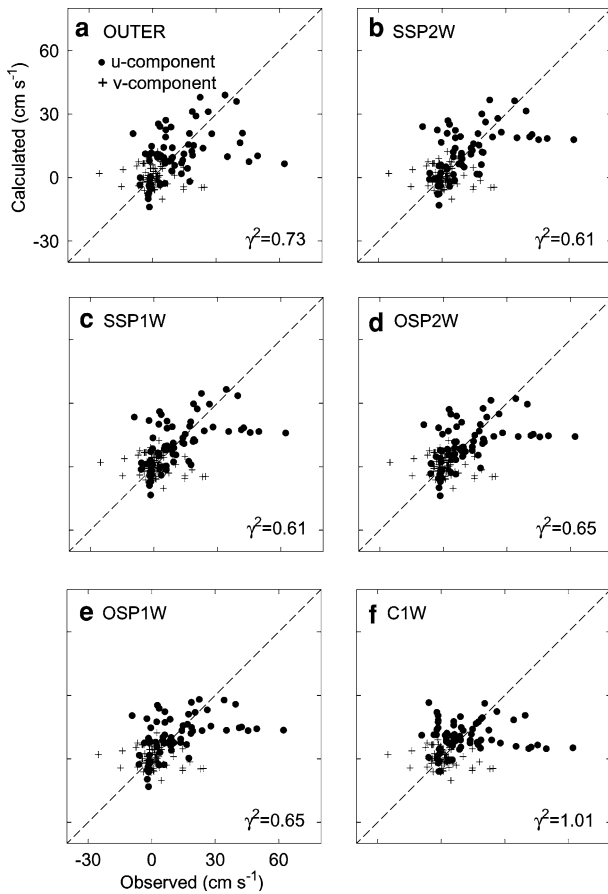 a OUTER
● u-component
+ v-component
γ²=0.73
b SSP2W
γ²=0.61
60
30
0
-30
Calculated (cm s⁻¹)
c SSP1W
γ²=0.61
d OSP2W
γ²=0.65
e OSP1W
γ²=0.65
f C1W
γ²=1.01
-30 0 30 60
Observed (cm s⁻¹)